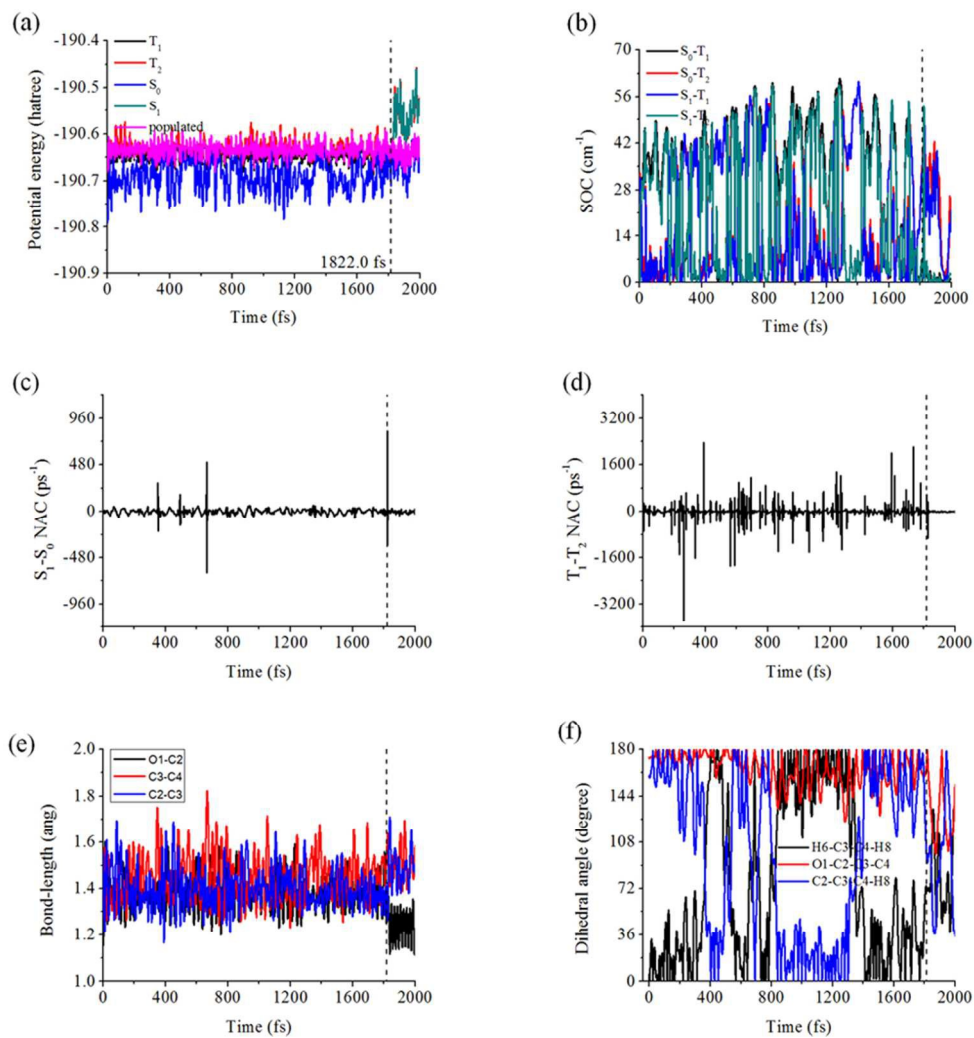 (a)
-190.4
-190.5
-190.6
-190.7
-190.8
-190.9
Potential energy (hatree)
T1
T2
S0
S1
populated
1822.0 fs
0 400 800 1200 1600 2000
Time (fs)
(b)
70
56
42
28
14
0
SOC (cm-1)
S0-T1
S0-T2
S1-T1
0 400 800 1200 1600 2000
Time (fs)
(c)
960
480
0
-480
-960
S1-S0 NAC (ps-1)
0 400 800 1200 1600 2000
Time (fs)
(d)
3200
1600
0
-1600
-3200
T1-T2 NAC (ps-1)
0 400 800 1200 1600 2000
Time (fs)
(e)
2.0
1.8
1.6
1.4
1.2
1.0
Bond-length (ang)
O1-C2
C3-C4
C2-C3
0 400 800 1200 1600 2000
Time (fs)
(f)
180
144
108
72
36
0
Dihedral angle (degree)
H6-C3-C4-H8
O1-C2-C3-C4
C2-C3-C4-H8
0 400 800 1200 1600 2000
Time (fs)